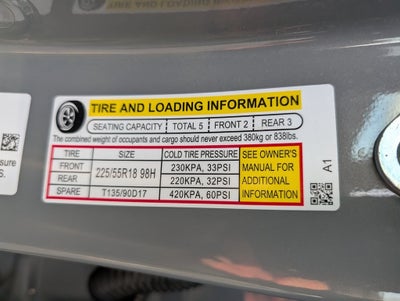 TIRE AND LOADING INFORMATION
SEATING CAPACITY TOTAL 5 FRONT 2 REAR 3
The combined weight of occupants and cargo should never exceed 380kg or 838lbs.
TIRE SIZE COLD TIRE PRESSURE SEE OWNER'S MANUAL FOR ADDITIONAL INFORMATION
FRONT 225/55R18 98H 230KPA, 33PSI
REAR 220KPA, 32PSI
SPARE T135/90D17 420KPA, 60PSI
A1
sure
S.